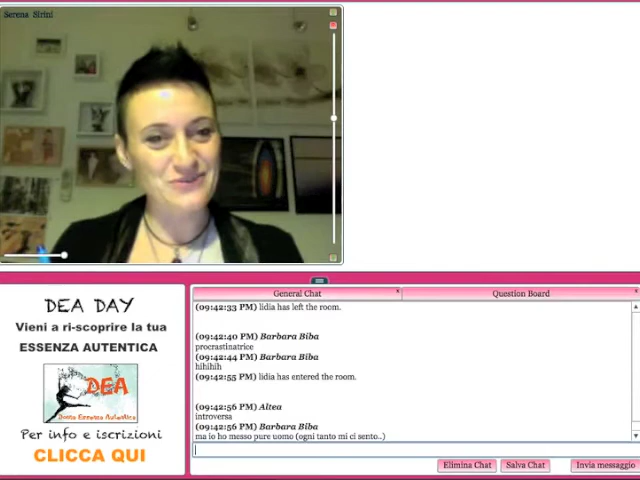 Serena Sirini
DEA DAY
Vieni a ri-scoprire la tua
ESSENZA AUTENTICA
DEA
Donta Essenza Autentica
Per info e iscrizioni
CLICCA QUI
General Chat x
Question Board x
(09:42:33 PM) lidia has left the room.
(09:42:40 PM) Barbara Biba
procrastinatrice
(09:42:44 PM) Barbara Biba
hihihih
(09:42:55 PM) lidia has entered the room.
(09:42:56 PM) Altea
introversa
(09:42:56 PM) Barbara Biba
ma io ho messo pure uomo (ogni tanto mi ci sento..)
Elimina Chat
Salva Chat
Invia messaggio